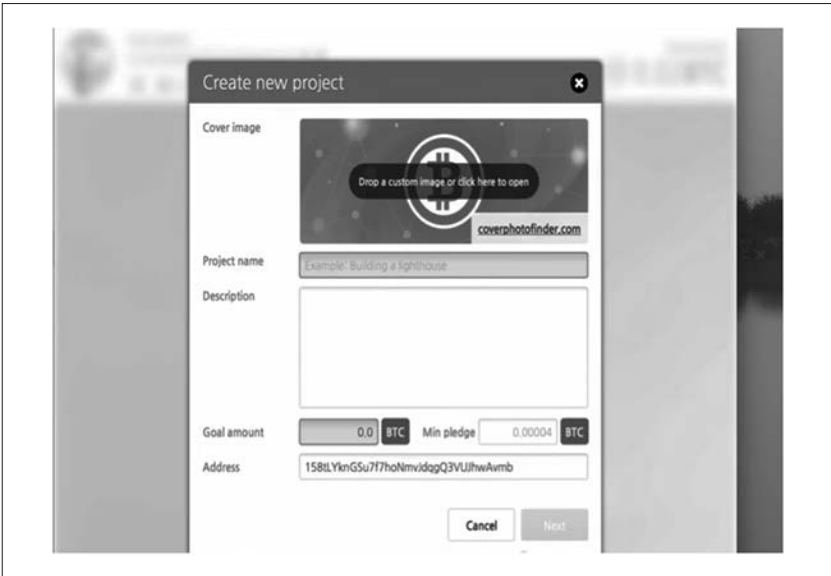 Create new project
Cover image
Drop a custom image or click here to open
coverphotofinder.com
Project name
Example: Building a lighthouse
Description
Goal amount 0,0 BTC Min pledge 0,00004 BTC
Address 158tLYknGSu7f7hoNmvJdqgQ3VUJhwAvmb
Cancel Next